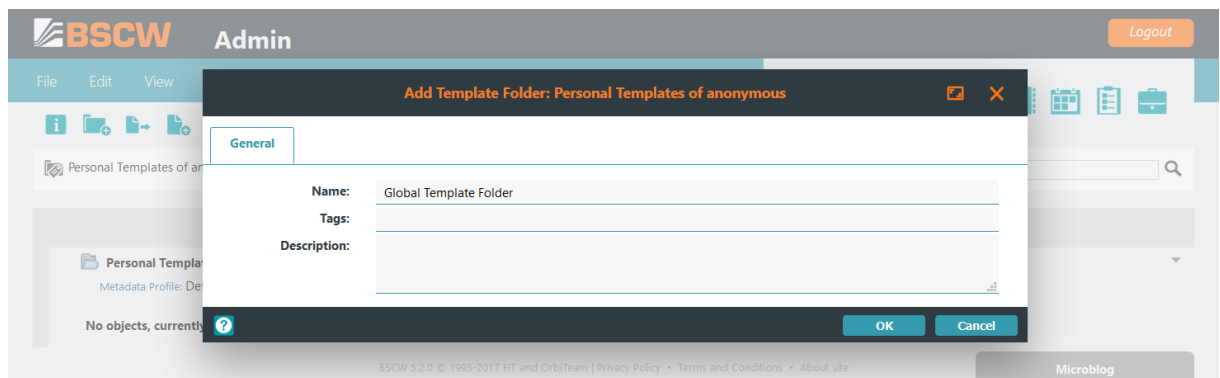 BSCW Admin Logout
File Edit View
Add Template Folder: Personal Templates of anonymous
General
Personal Templates of an
Name: Global Template Folder
Tags:
Description:
Personal Templa
Metadata Profile: De
No objects, currently
OK Cancel
BSCW 5.2.0 © 1995-2017 FIT and OrbiTeam | Privacy Policy • Terms and Conditions • About site
Microblog